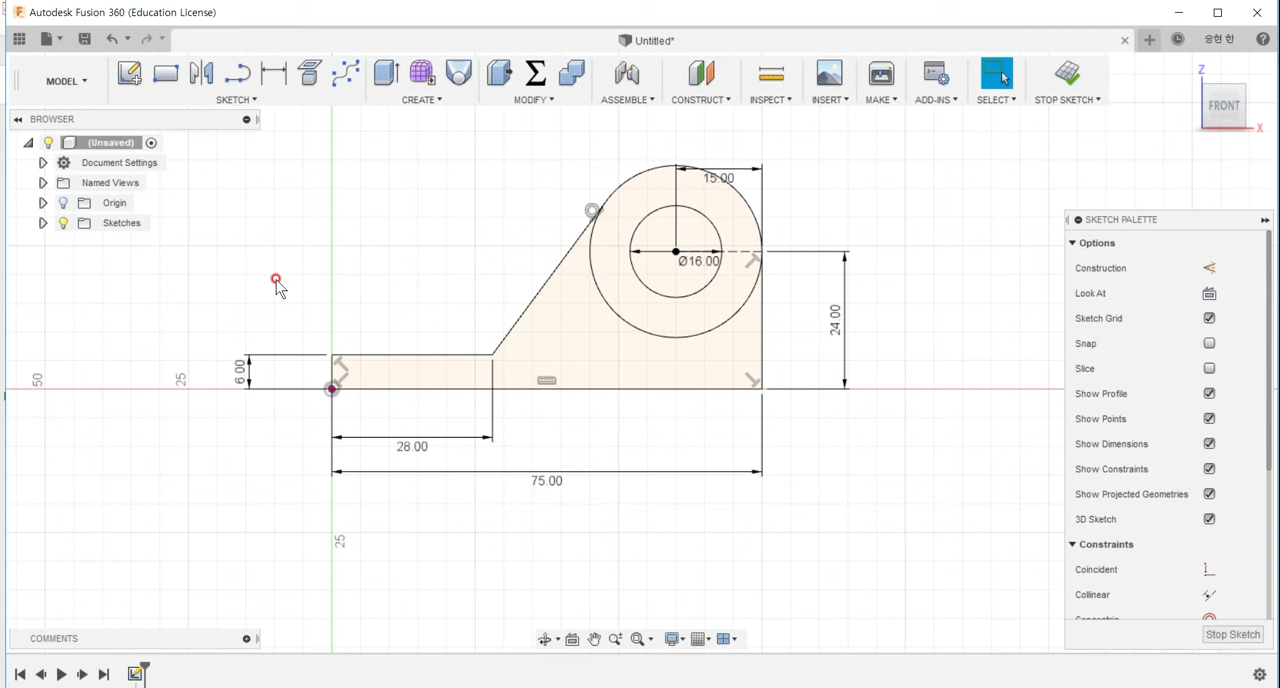 Autodesk Fusion 360 (Education License)
Untitled*
승현 한
MODEL
SKETCH
CREATE
MODIFY
ASSEMBLE
CONSTRUCT
INSPECT
INSERT
MAKE
ADD-INS
SELECT
STOP SKETCH
BROWSER
(Unsaved)
Document Settings
Named Views
Origin
Sketches
Z
FRONT
X
15.00
Ø16.00
24.00
6.00
28.00
75.00
50
25
25
SKETCH PALETTE
Options
Construction
Look At
Sketch Grid
Snap
Slice
Show Profile
Show Points
Show Dimensions
Show Constraints
Show Projected Geometries
3D Sketch
Constraints
Coincident
Collinear
Stop Sketch
COMMENTS